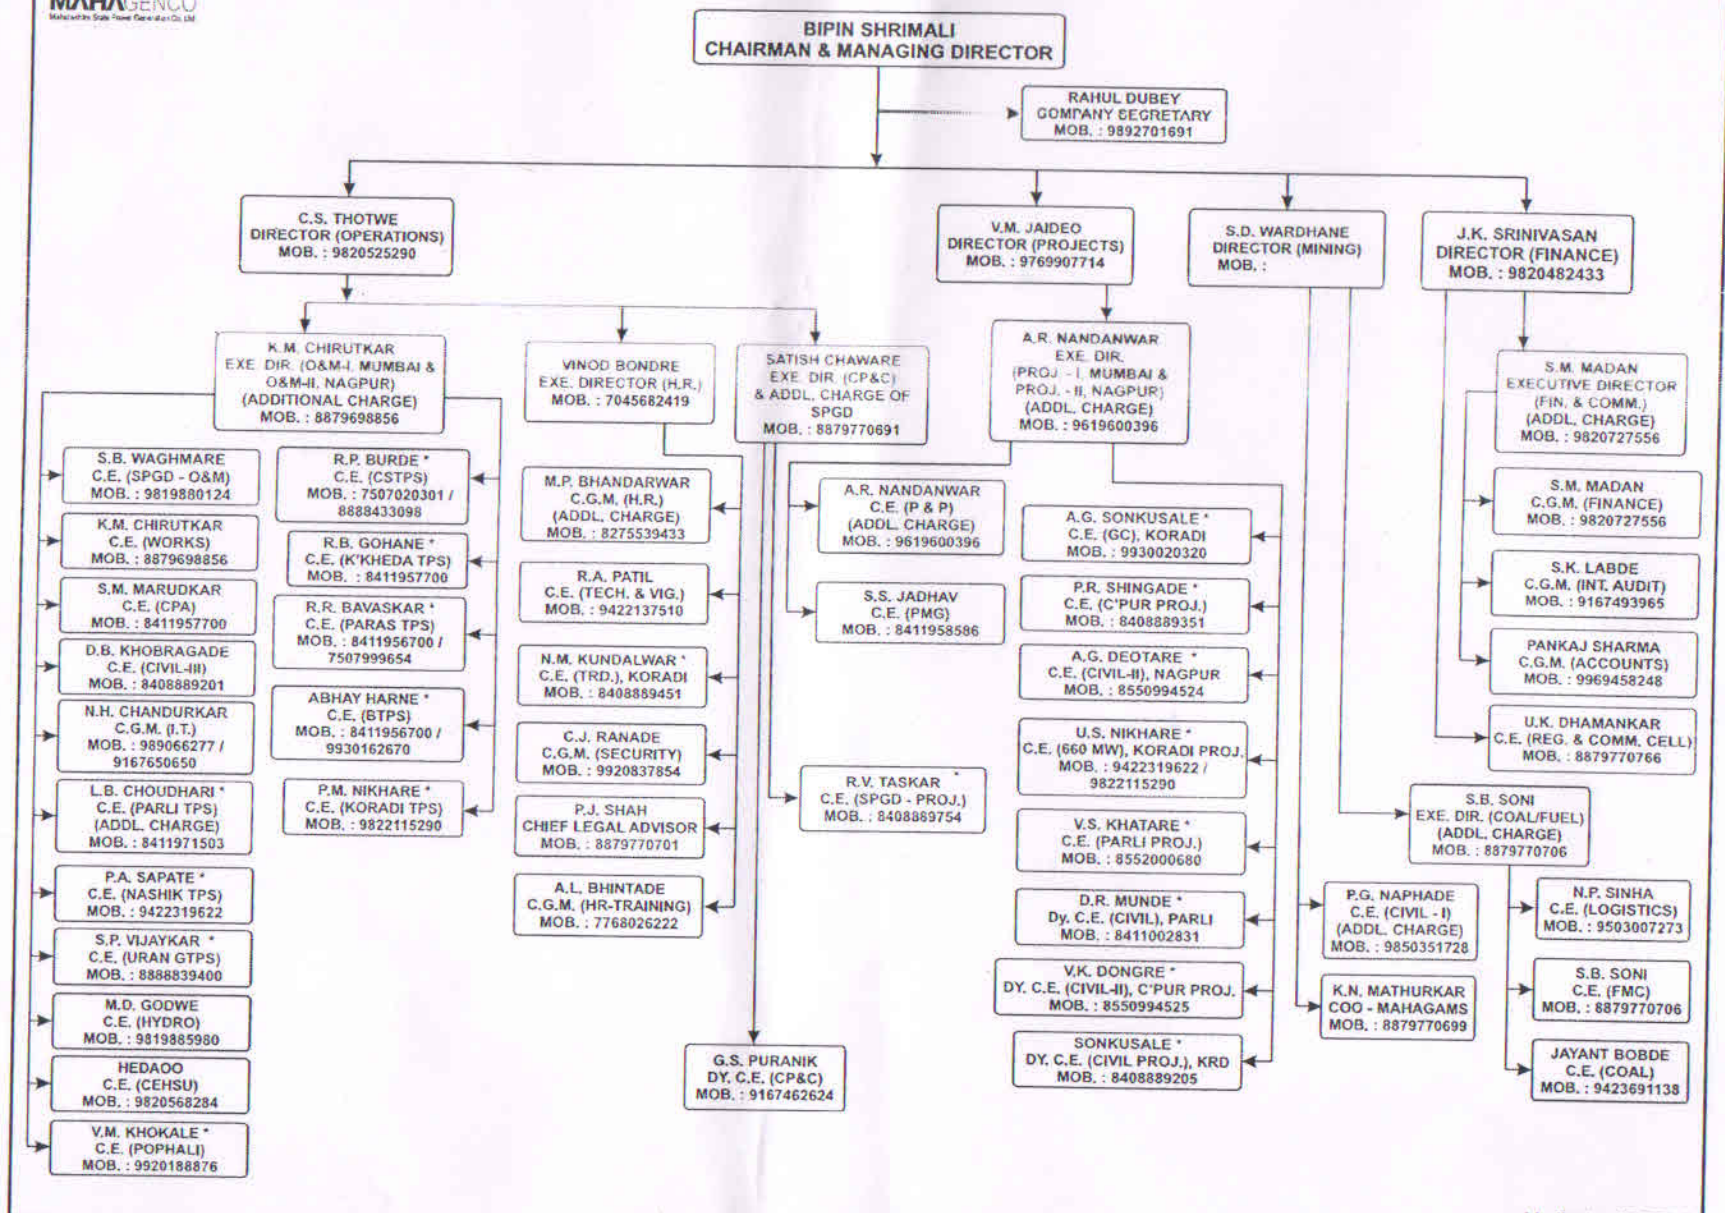 MAHAGENCO
Maharashtra State Power Generation Co. Ltd
BIPIN SHRIMALI
CHAIRMAN & MANAGING DIRECTOR
RAHUL DUBEY
COMPANY SECRETARY
MOB. : 9892701691
C.S. THOTWE
DIRECTOR (OPERATIONS)
MOB. : 9820525290
V.M. JAIDEO
DIRECTOR (PROJECTS)
MOB. : 9769907714
S.D. WARDHANE
DIRECTOR (MINING)
MOB. :
J.K. SRINIVASAN
DIRECTOR (FINANCE)
MOB. : 9820482433
K.M. CHIRUTKAR
EXE. DIR. (O&M-I, MUMBAI &
O&M-II, NAGPUR)
(ADDITIONAL CHARGE)
MOB. : 8879698856
VINOD BONDRE
EXE. DIRECTOR (H.R.)
MOB. : 7045682419
SATISH CHAWARE
EXE. DIR. (CP&C)
& ADDL. CHARGE OF
SPGD
MOB. : 8879770691
A.R. NANDANWAR
EXE. DIR.
(PROJ. - I, MUMBAI &
PROJ. - II, NAGPUR)
(ADDL. CHARGE)
MOB. : 9619600396
S.M. MADAN
EXECUTIVE DIRECTOR
(FIN. & COMM.)
(ADDL. CHARGE)
MOB. : 9820727556
S.B. WAGHMARE
C.E. (SPGD - O&M)
MOB. : 9819880124
K.M. CHIRUTKAR
C.E. (WORKS)
MOB. : 8879698856
S.M. MARUDKAR
C.E. (CPA)
MOB. : 8411957700
D.B. KHOBRAGADE
C.E. (CIVIL-III)
MOB. : 8408889201
N.H. CHANDURKAR
C.G.M. (I.T.)
MOB. : 989066277 /
9167650650
L.B. CHOUDHARI *
C.E. (PARLI TPS)
(ADDL. CHARGE)
MOB. : 8411971503
P.A. SAPATE *
C.E. (NASHIK TPS)
MOB. : 9422319622
S.P. VIJAYKAR *
C.E. (URAN GTPS)
MOB. : 8888839400
M.D. GODWE
C.E. (HYDRO)
MOB. : 9819885980
HEDAOO
C.E. (CEHSU)
MOB. : 9820568284
V.M. KHOKALE *
C.E. (POPHALI)
MOB. : 9920188876
R.P. BURDE *
C.E. (CSTPS)
MOB. : 7507020301 /
8888433098
R.B. GOHANE *
C.E. (K'KHEDA TPS)
MOB. : 8411957700
R.R. BAVASKAR *
C.E. (PARAS TPS)
MOB. : 8411956700 /
7507999654
ABHAY HARNE *
C.E. (BTPS)
MOB. : 8411956700 /
9930162670
P.M. NIKHARE *
C.E. (KORADI TPS)
MOB. : 9822115290
M.P. BHANDARWAR
C.G.M. (H.R.)
(ADDL. CHARGE)
MOB. : 8275539433
R.A. PATIL
C.E. (TECH. & VIG.)
MOB. : 9422137510
N.M. KUNDALWAR *
C.E. (TRD.), KORADI
MOB. : 8408889451
C.J. RANADE
C.G.M. (SECURITY)
MOB. : 9920837854
P.J. SHAH
CHIEF LEGAL ADVISOR
MOB. : 8879770701
A.L. BHINTADE
C.G.M. (HR-TRAINING)
MOB. : 7768026222
G.S. PURANIK
DY. C.E. (CP&C)
MOB. : 9167462624
A.R. NANDANWAR
C.E. (P & P)
(ADDL. CHARGE)
MOB. : 9619600396
S.S. JADHAV
C.E. (PMG)
MOB. : 8411958586
R.V. TASKAR *
C.E. (SPGD - PROJ.)
MOB. : 8408889754
A.G. SONKUSALE *
C.E. (GC), KORADI
MOB. : 9930020320
P.R. SHINGADE *
C.E. (C'PUR PROJ.)
MOB. : 8408889351
A.G. DEOTARE *
C.E. (CIVIL-II), NAGPUR
MOB. : 8550994524
U.S. NIKHARE *
C.E. (660 MW), KORADI PROJ.
MOB. : 9422319622 /
9822115290
V.S. KHATARE *
C.E. (PARLI PROJ.)
MOB. : 8552000680
D.R. MUNDE *
Dy. C.E. (CIVIL), PARLI
MOB. : 8411002831
V.K. DONGRE *
DY. C.E. (CIVIL-II), C'PUR PROJ.
MOB. : 8550994525
SONKUSALE *
DY. C.E. (CIVIL PROJ.), KRD
MOB. : 8408889205
S.M. MADAN
C.G.M. (FINANCE)
MOB. : 9820727556
S.K. LABDE
C.G.M. (INT. AUDIT)
MOB. : 9167493965
PANKAJ SHARMA
C.G.M. (ACCOUNTS)
MOB. : 9969458248
U.K. DHAMANKAR
C.E. (REG. & COMM. CELL)
MOB. : 8879770766
S.B. SONI
EXE. DIR. (COAL/FUEL)
(ADDL. CHARGE)
MOB. : 8879770706
P.G. NAPHADE
C.E. (CIVIL - I)
(ADDL. CHARGE)
MOB. : 9850351728
K.N. MATHURKAR
COO - MAHAGAMS
MOB. : 8879770699
N.P. SINHA
C.E. (LOGISTICS)
MOB. : 9503007273
S.B. SONI
C.E. (FMC)
MOB. : 8879770706
JAYANT BOBDE
C.E. (COAL)
MOB. : 9423691138